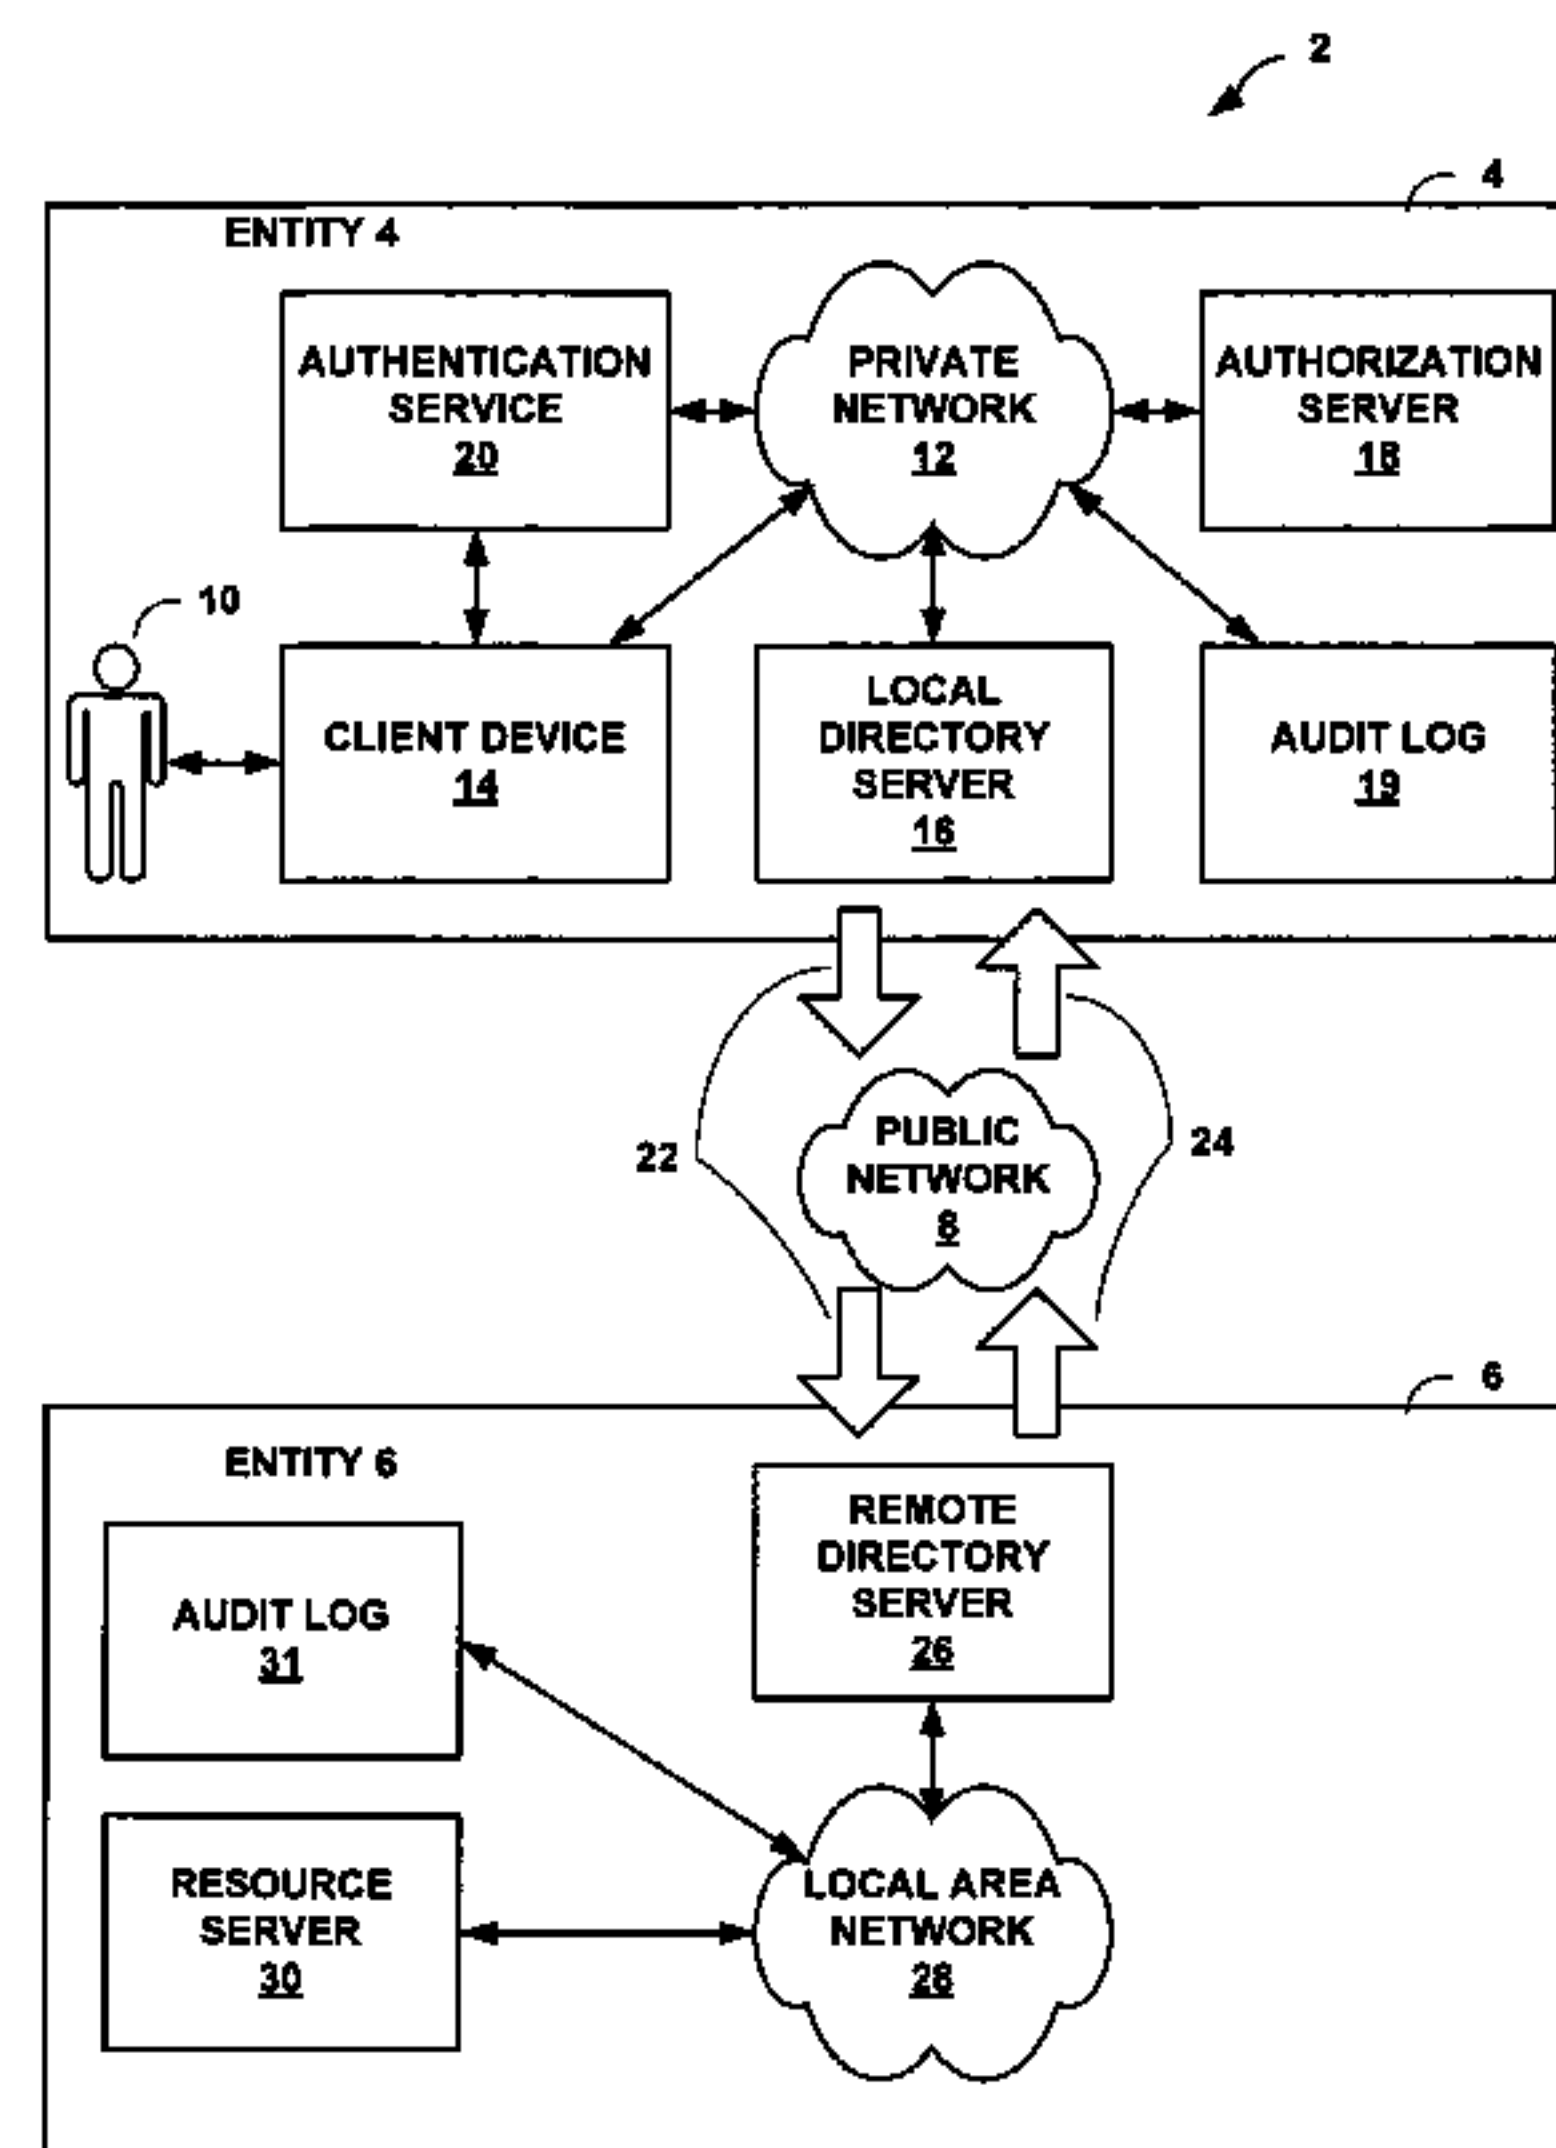 2
4
ENTITY 4
AUTHENTICATION
SERVICE
20
PRIVATE
NETWORK
12
AUTHORIZATION
SERVER
18
10
CLIENT DEVICE
14
LOCAL
DIRECTORY
SERVER
16
AUDIT LOG
19
22
PUBLIC
NETWORK
8
24
6
ENTITY 6
REMOTE
DIRECTORY
SERVER
26
AUDIT LOG
31
RESOURCE
SERVER
30
LOCAL AREA
NETWORK
28